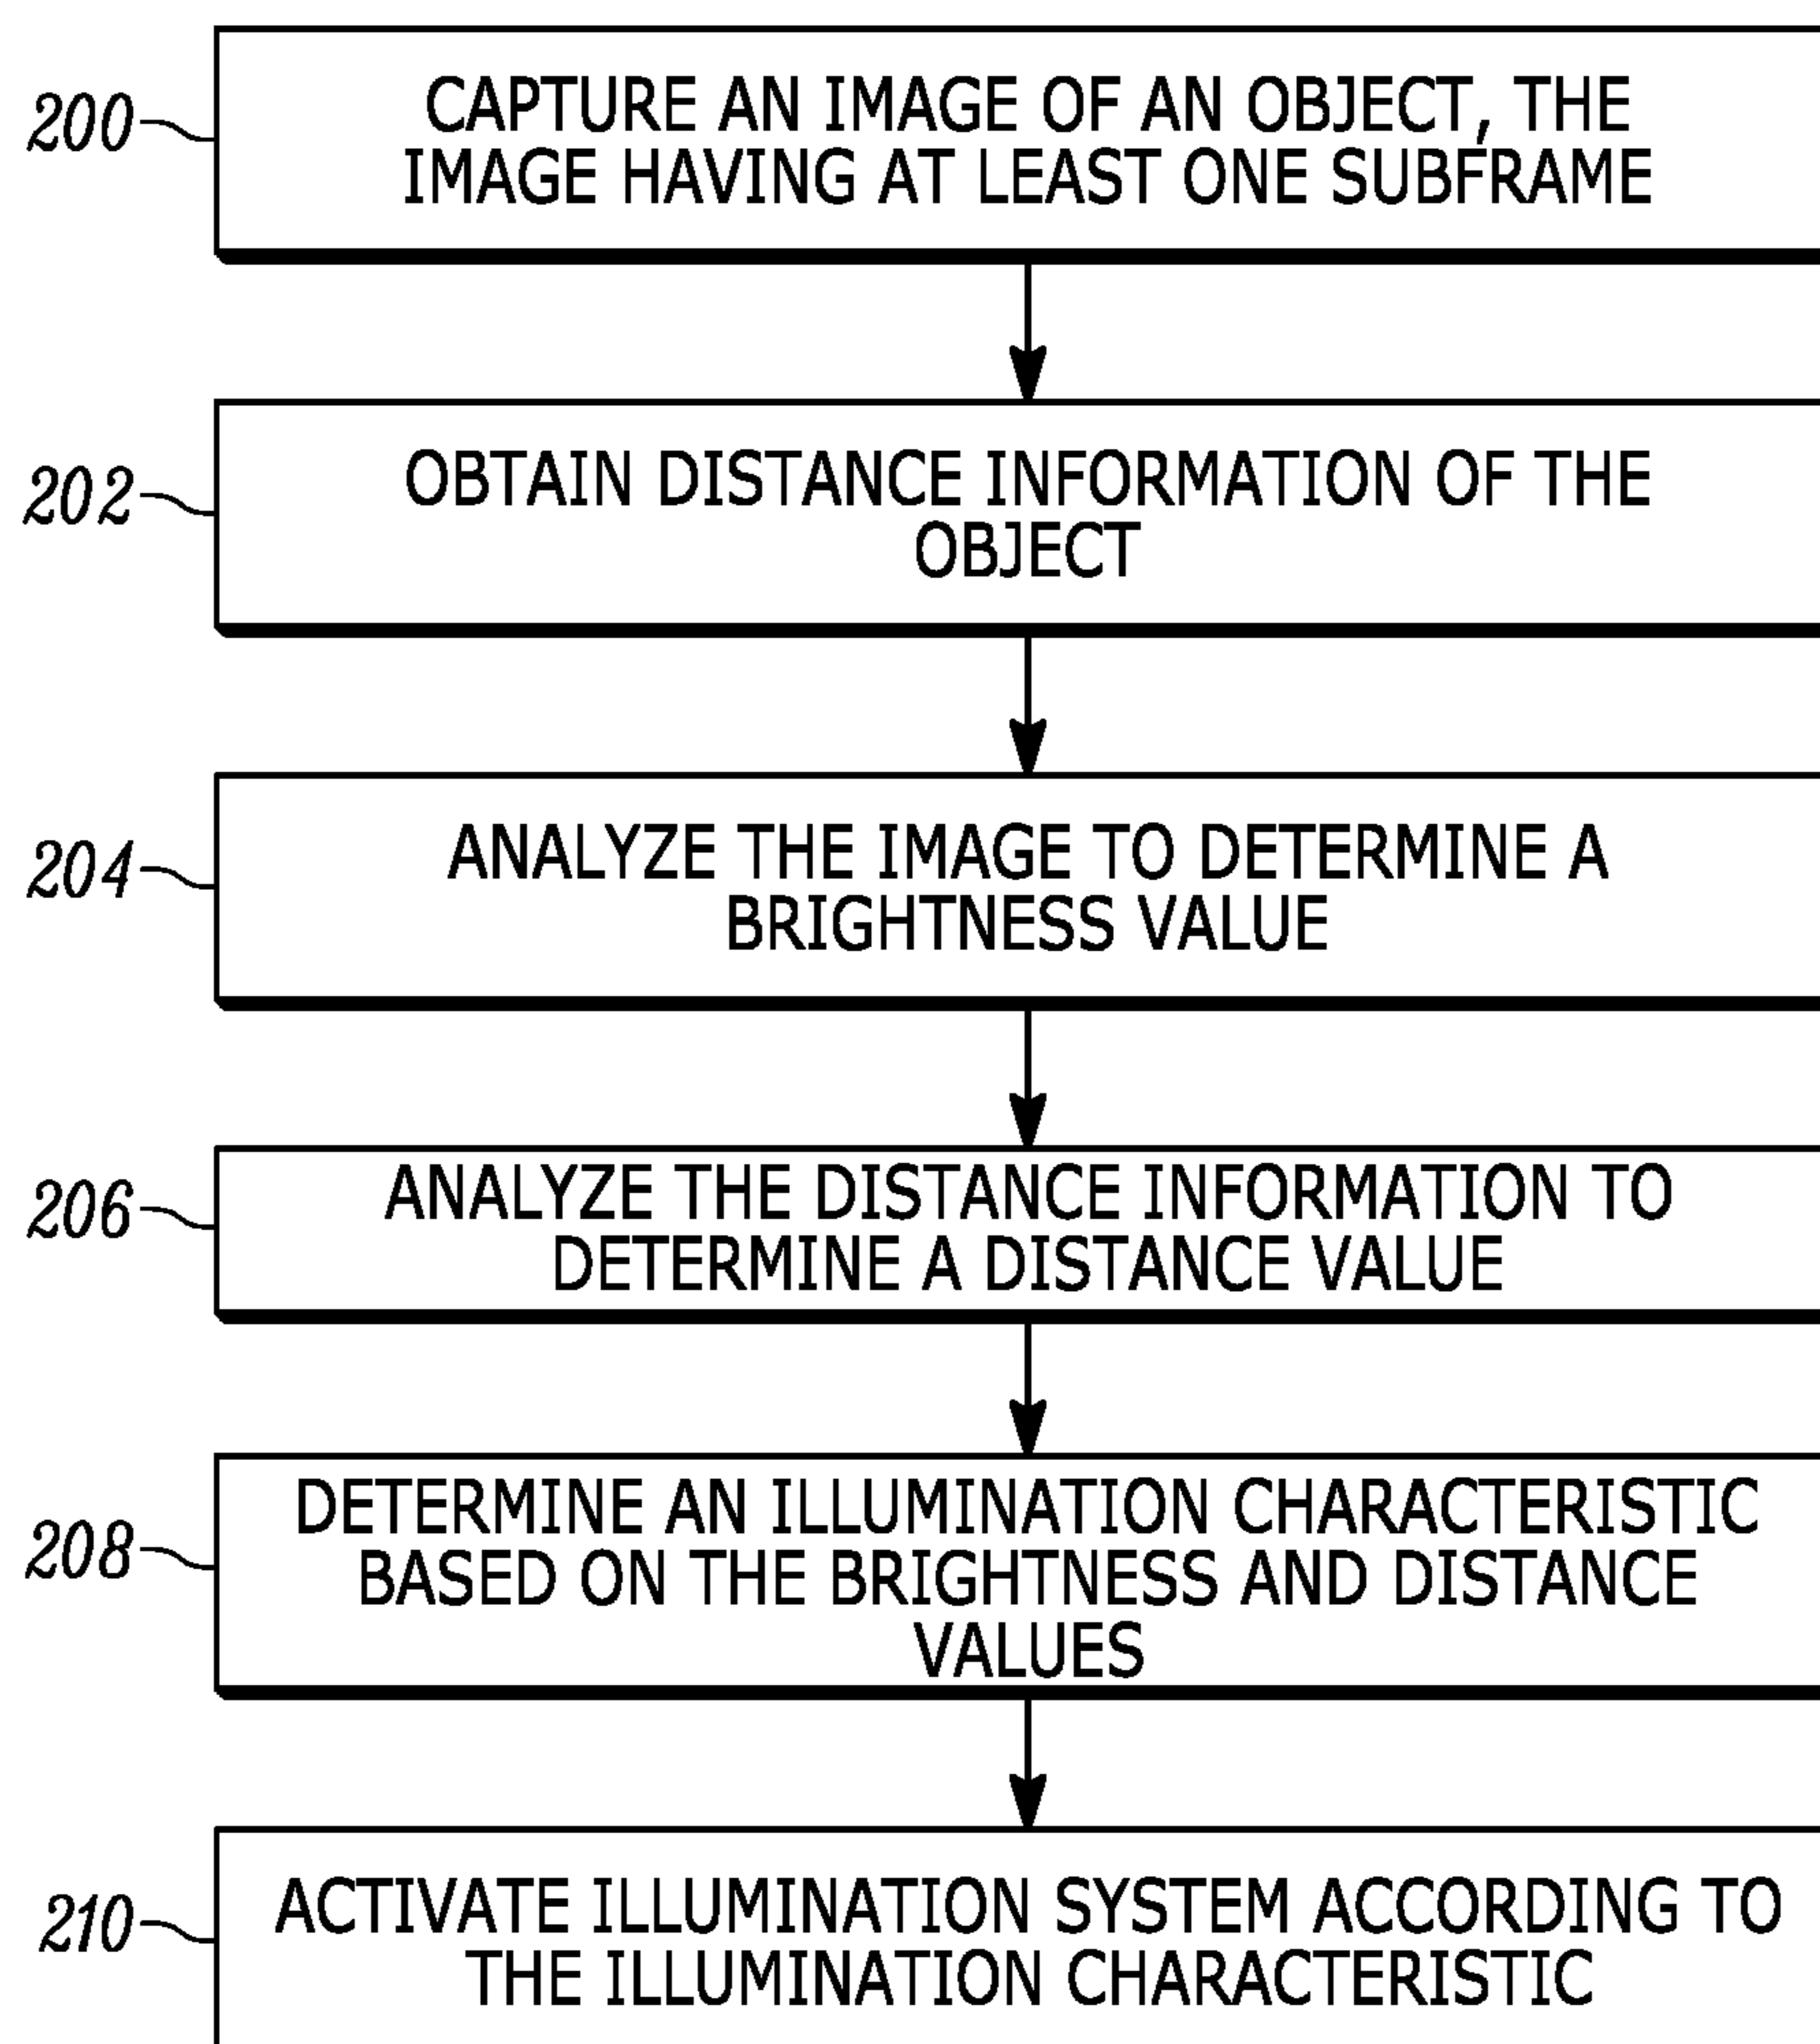 200
CAPTURE AN IMAGE OF AN OBJECT, THE
IMAGE HAVING AT LEAST ONE SUBFRAME
202
OBTAIN DISTANCE INFORMATION OF THE
OBJECT
204
ANALYZE THE IMAGE TO DETERMINE A
BRIGHTNESS VALUE
206
ANALYZE THE DISTANCE INFORMATION TO
DETERMINE A DISTANCE VALUE
208
DETERMINE AN ILLUMINATION CHARACTERISTIC
BASED ON THE BRIGHTNESS AND DISTANCE
VALUES
210
ACTIVATE ILLUMINATION SYSTEM ACCORDING TO
THE ILLUMINATION CHARACTERISTIC